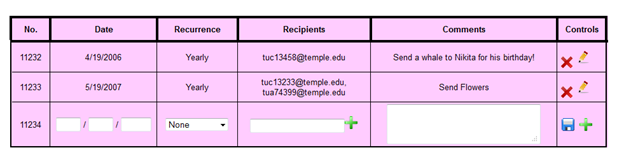 No. Date Recurrence Recipients Comments Controls
11232 4/19/2006 Yearly tuc13458@temple.edu Send a whale to Nikita for his birthday!
11233 5/19/2007 Yearly tuc13233@temple.edu, tua74399@temple.edu Send Flowers
11234 / / None